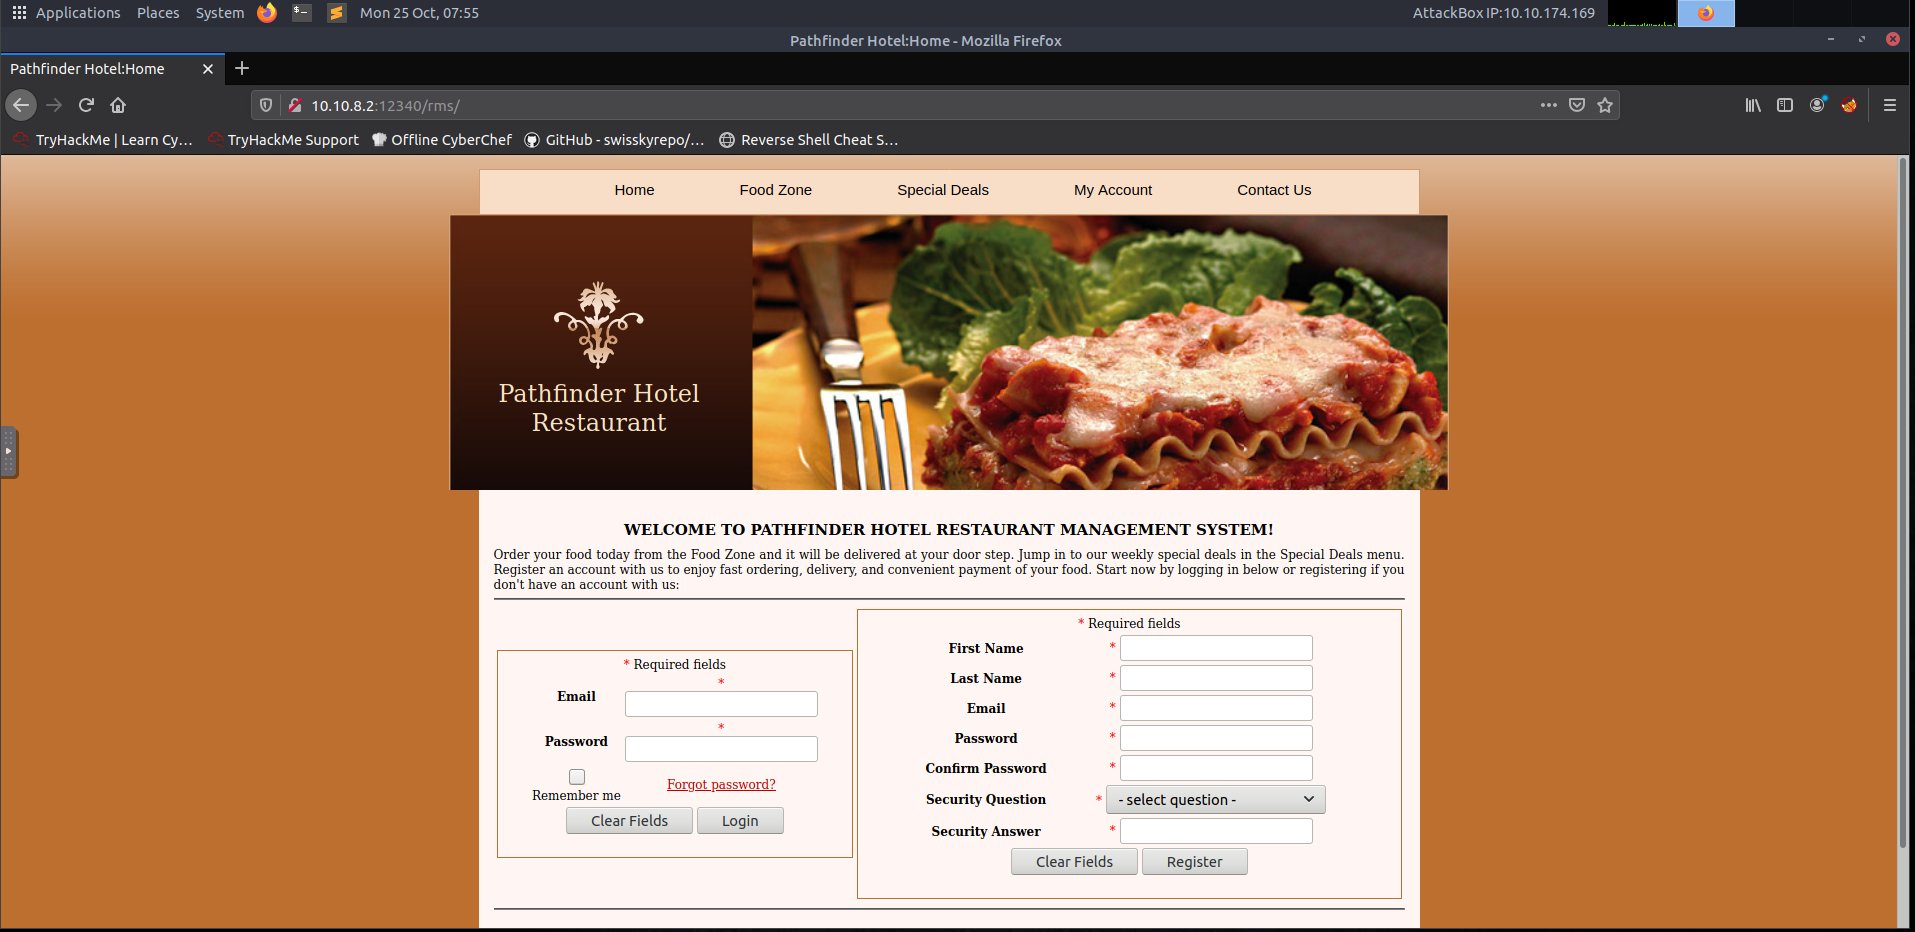 Applications Places System Mon 25 Oct, 07:55 AttackBox IP:10.10.174.169
Pathfinder Hotel:Home - Mozilla Firefox
Pathfinder Hotel:Home
10.10.8.2:12340/rms/
TryHackMe | Learn Cy... TryHackMe Support Offline CyberChef GitHub - swisskyrepo/... Reverse Shell Cheat S...
Home Food Zone Special Deals My Account Contact Us
Pathfinder Hotel
Restaurant
WELCOME TO PATHFINDER HOTEL RESTAURANT MANAGEMENT SYSTEM!
Order your food today from the Food Zone and it will be delivered at your door step. Jump in to our weekly special deals in the Special Deals menu.
Register an account with us to enjoy fast ordering, delivery, and convenient payment of your food. Start now by logging in below or registering if you
don't have an account with us:
* Required fields
*
Email
*
Password
Remember me
Forgot password?
Clear Fields Login
* Required fields
First Name *
Last Name *
Email *
Password *
Confirm Password *
Security Question * - select question -
Security Answer *
Clear Fields Register